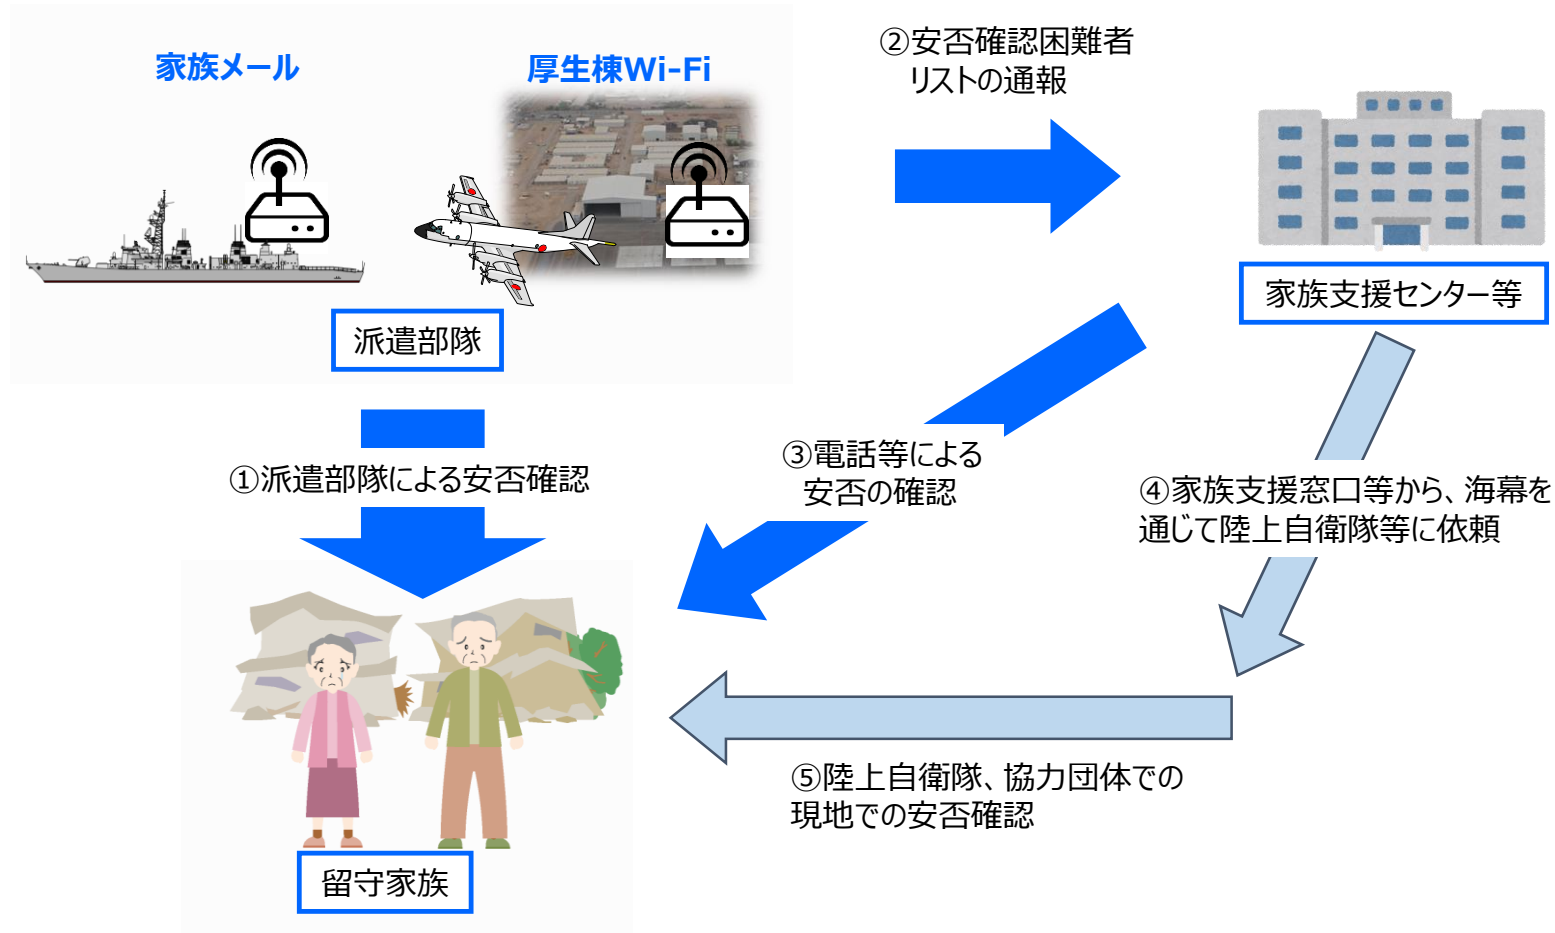 家族メール
厚生棟Wi-Fi
②安否確認困難者
リストの通報
派遣部隊
家族支援センター等
①派遣部隊による安否確認
③電話等による
安否の確認
④家族支援窓口等から、海幕を
通じて陸上自衛隊等に依頼
⑤陸上自衛隊、協力団体での
現地での安否確認
留守家族